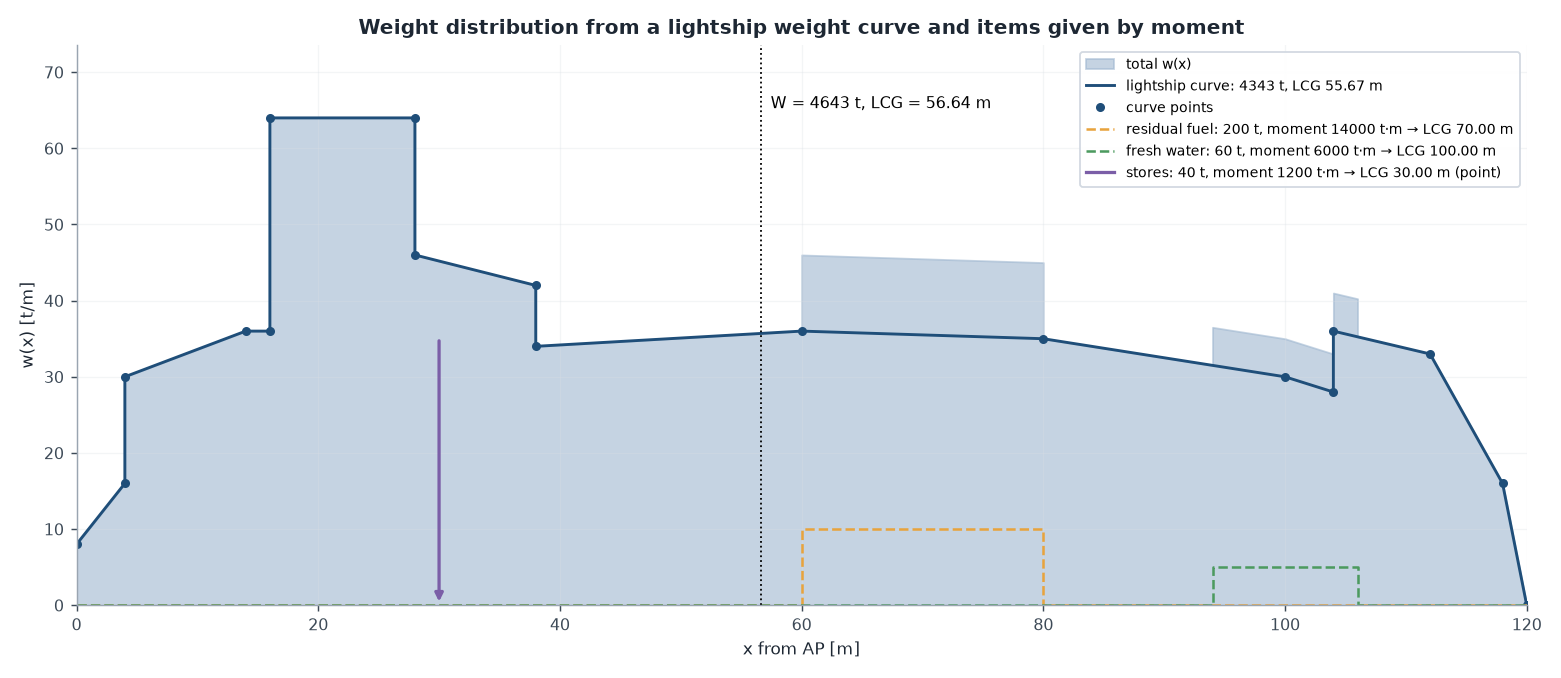 Weight distribution from a lightship weight curve and items given by moment
W = 4643 t, LCG = 56.64 m
total w(x)
lightship curve: 4343 t, LCG 55.67 m
curve points
residual fuel: 200 t, moment 14000 t·m → LCG 70.00 m
fresh water: 60 t, moment 6000 t·m → LCG 100.00 m
stores: 40 t, moment 1200 t·m → LCG 30.00 m (point)
w(x) [t/m]
70
60
50
40
30
20
10
0
0 20 40 60 80 100 120
x from AP [m]